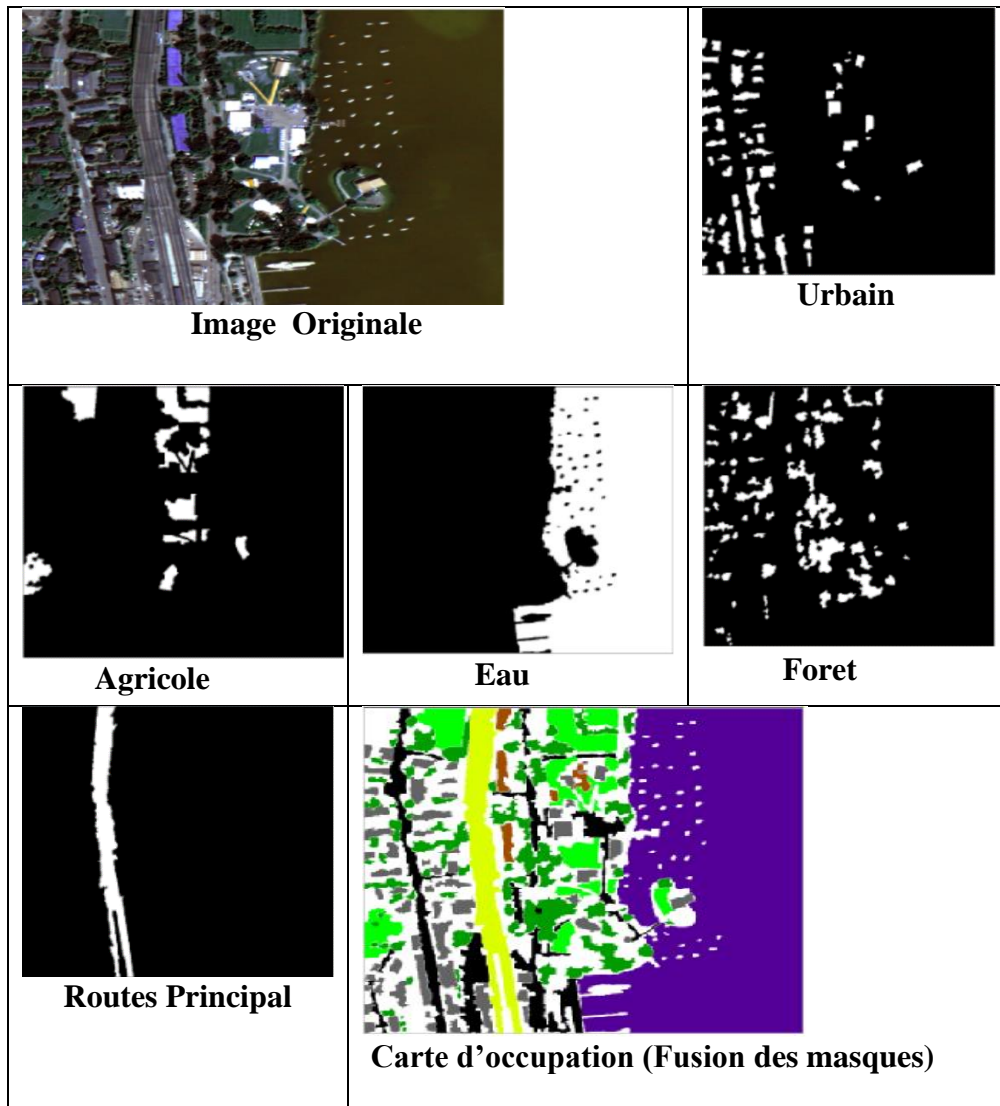 Image Originale
Urbain
Agricole
Eau
Foret
Routes Principal
Carte d’occupation (Fusion des masques)